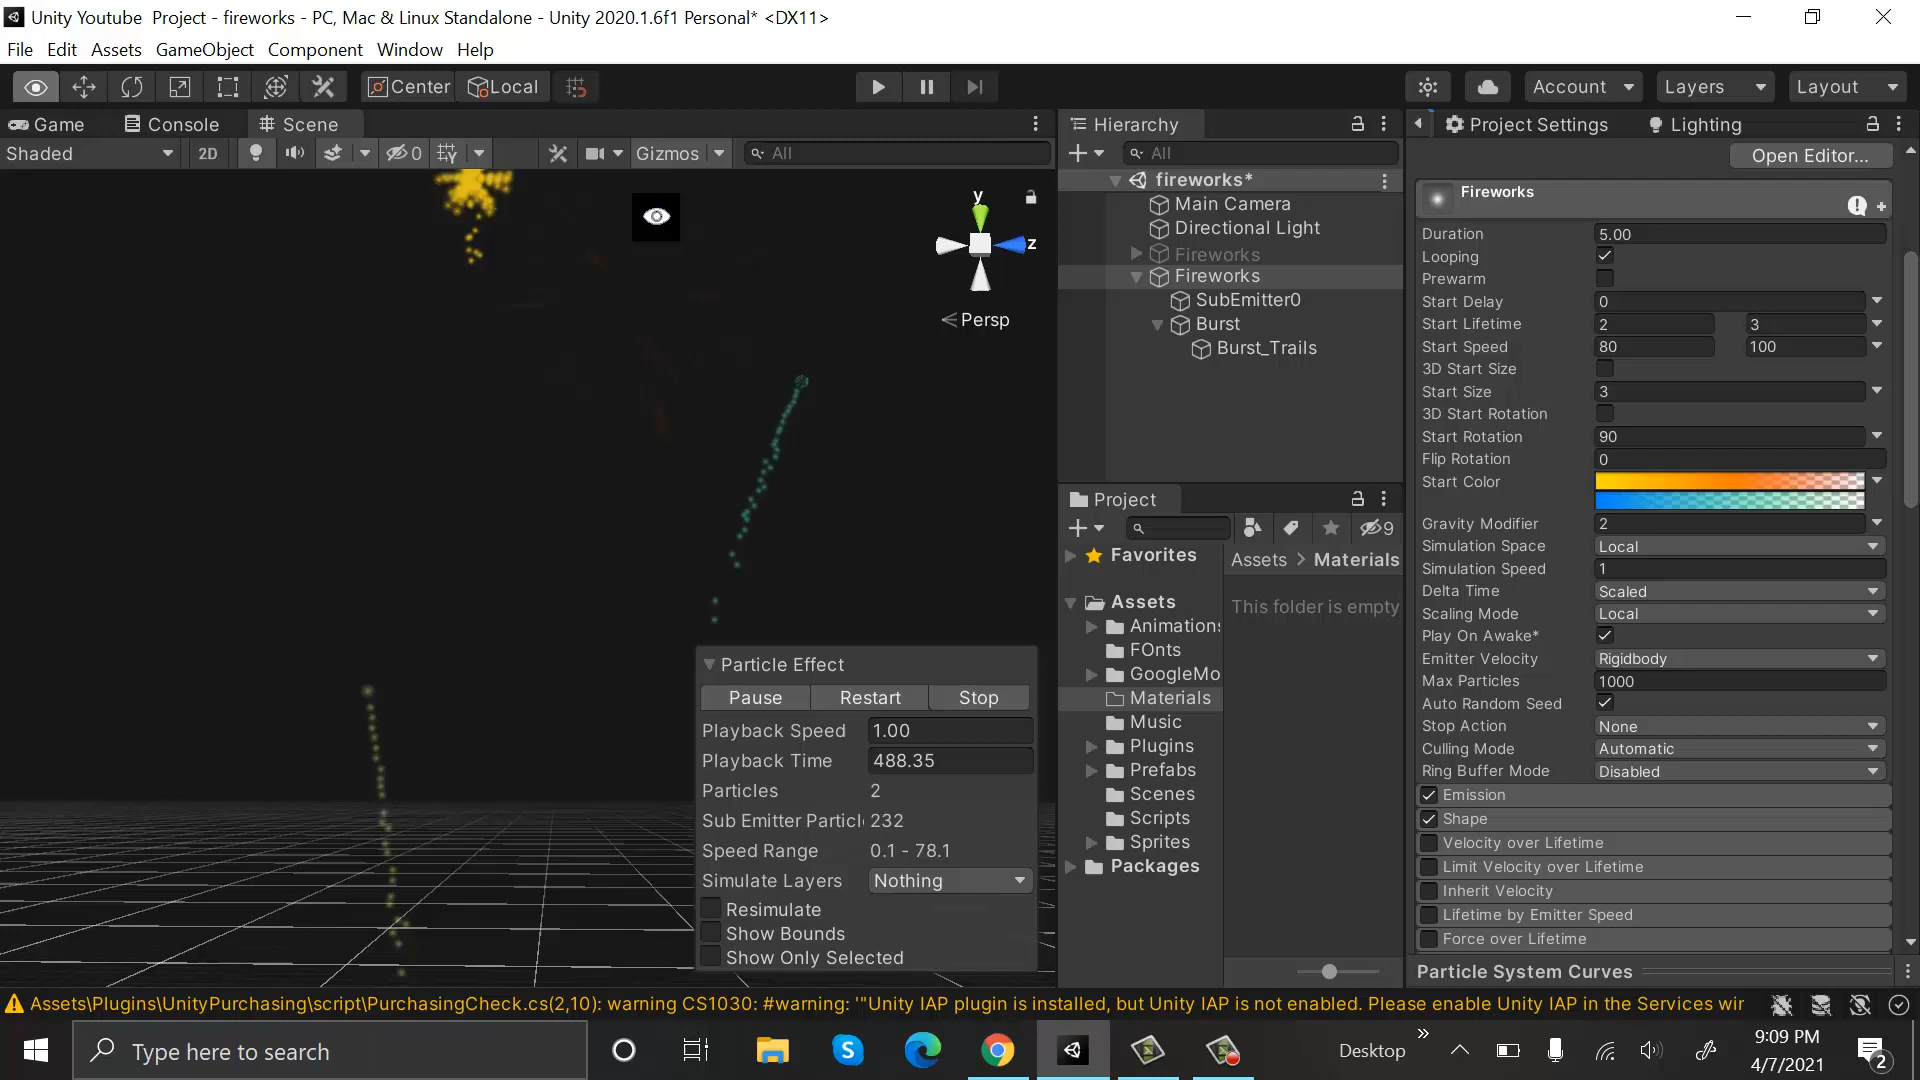 Unity Youtube  Project - fireworks - PC, Mac & Linux Standalone - Unity 2020.1.6f1 Personal* <DX11>
File Edit Assets GameObject Component Window Help
Center Local Account Layers Layout
Game Console Scene
Shaded 2D 0 Gizmos All
y
z
Persp
Particle Effect
Pause Restart Stop
Playback Speed 1.00
Playback Time 488.35
Particles 2
Sub Emitter Particl 232
Speed Range 0.1 - 78.1
Simulate Layers Nothing
Resimulate
Show Bounds
Show Only Selected
Hierarchy
All
fireworks*
Main Camera
Directional Light
Fireworks
Fireworks
SubEmitter0
Burst
Burst_Trails
Project
9
Favorites
Assets
Animations
FOnts
GoogleMo
Materials
Music
Plugins
Prefabs
Scenes
Scripts
Sprites
Packages
Assets > Materials
This folder is empty
Project Settings Lighting
Open Editor...
Fireworks
Duration 5.00
Looping
Prewarm
Start Delay 0
Start Lifetime 2 3
Start Speed 80 100
3D Start Size
Start Size 3
3D Start Rotation
Start Rotation 90
Flip Rotation 0
Start Color
Gravity Modifier 2
Simulation Space Local
Simulation Speed 1
Delta Time Scaled
Scaling Mode Local
Play On Awake*
Emitter Velocity Rigidbody
Max Particles 1000
Auto Random Seed
Stop Action None
Culling Mode Automatic
Ring Buffer Mode Disabled
Emission
Shape
Velocity over Lifetime
Limit Velocity over Lifetime
Inherit Velocity
Lifetime by Emitter Speed
Force over Lifetime
Particle System Curves
Assets\Plugins\UnityPurchasing\script\PurchasingCheck.cs(2,10): warning CS1030: #warning: '"Unity IAP plugin is installed, but Unity IAP is not enabled. Please enable Unity IAP in the Services wir
Type here to search
Desktop
9:09 PM
4/7/2021
2